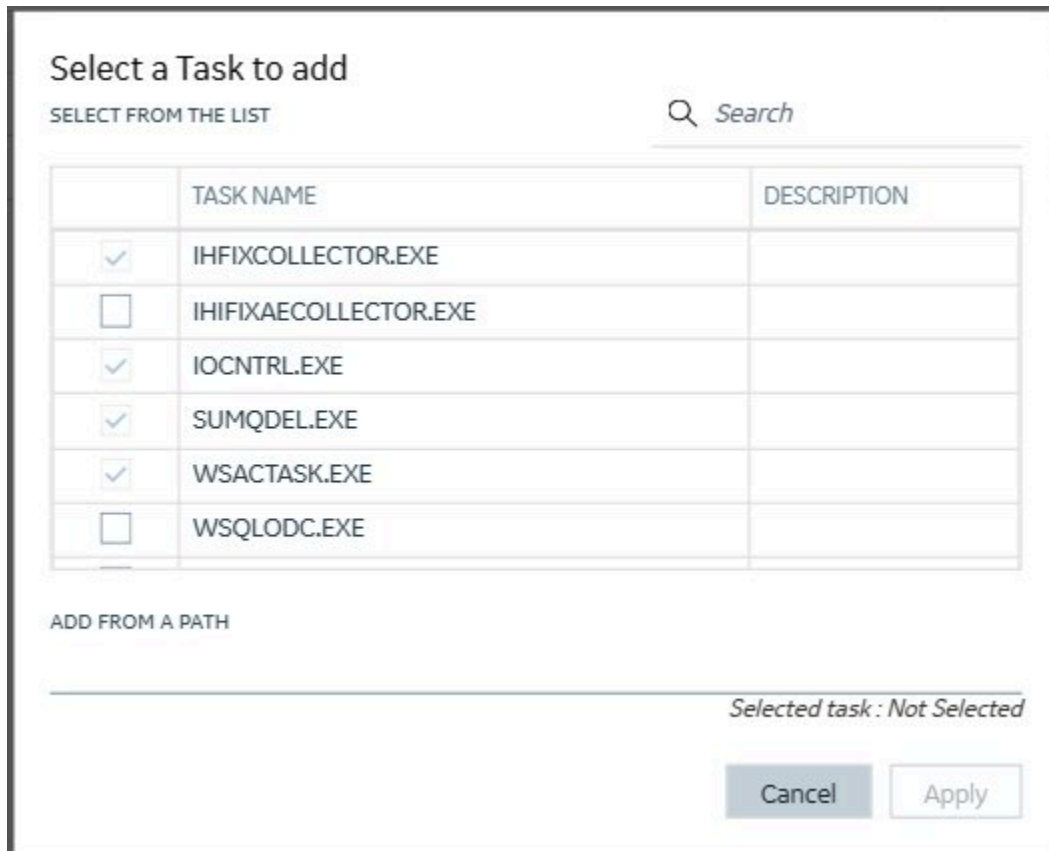 Select a Task to add
SELECT FROM THE LIST
Search
TASK NAME DESCRIPTION
IHFIXCOLLECTOR.EXE
IHIFIXAECOLLECTOR.EXE
IOCNTRL.EXE
SUMQDEL.EXE
WSACTASK.EXE
WSQLODC.EXE
ADD FROM A PATH
Selected task : Not Selected
Cancel Apply